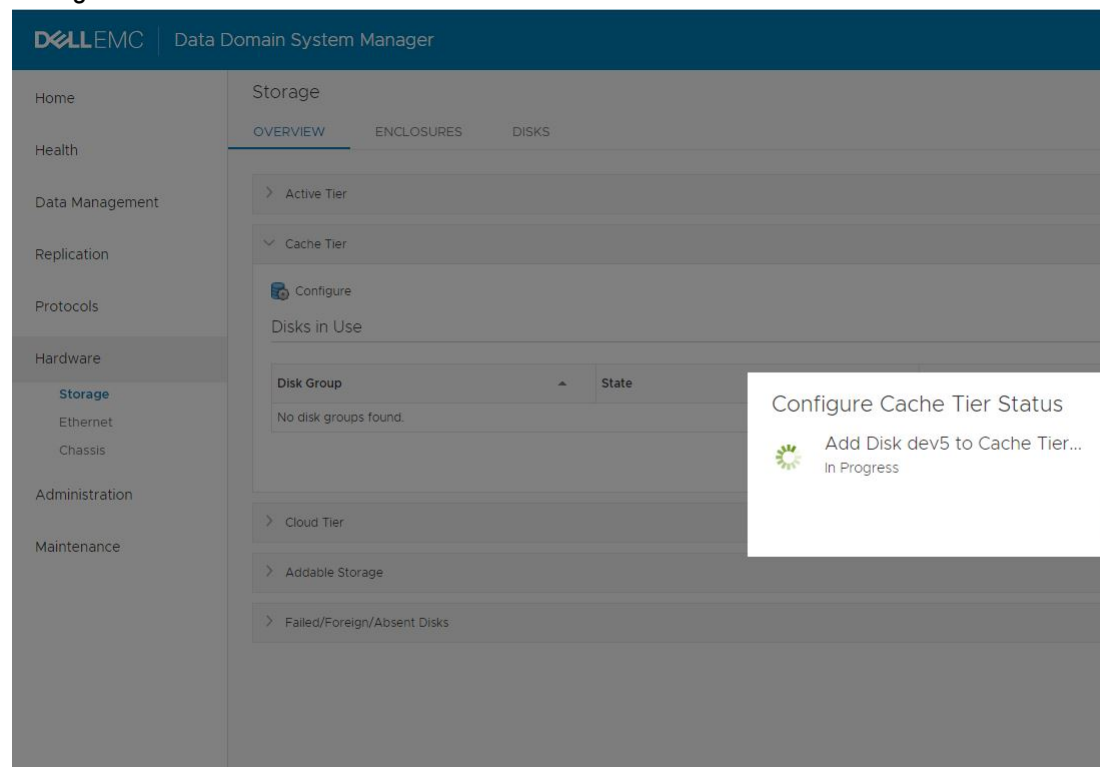 DELLEMC Data Domain System Manager
Home
Health
Data Management
Replication
Protocols
Hardware
Storage
Ethernet
Chassis
Administration
Maintenance
Storage
OVERVIEW ENCLOSURES DISKS
Active Tier
Cache Tier
Configure
Disks in Use
Disk Group State
No disk groups found.
Cloud Tier
Addable Storage
Failed/Foreign/Absent Disks
Configure Cache Tier Status
Add Disk dev5 to Cache Tier...
In Progress